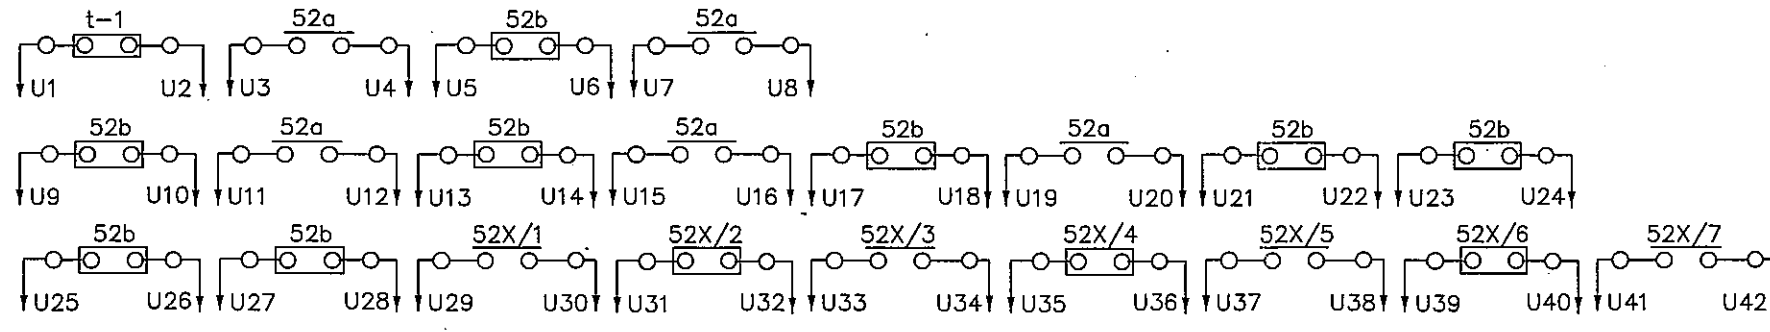 t-1 52a 52b 52a
U1 U2 U3 U4 U5 U6 U7 U8
52b 52a 52b 52a 52b 52a 52b 52b
U9 U10 U11 U12 U13 U14 U15 U16 U17 U18 U19 U20 U21 U22 U23 U24
52b 52b 52X/1 52X/2 52X/3 52X/4 52X/5 52X/6 52X/7
U25 U26 U27 U28 U29 U30 U31 U32 U33 U34 U35 U36 U37 U38 U39 U40 U41 U42